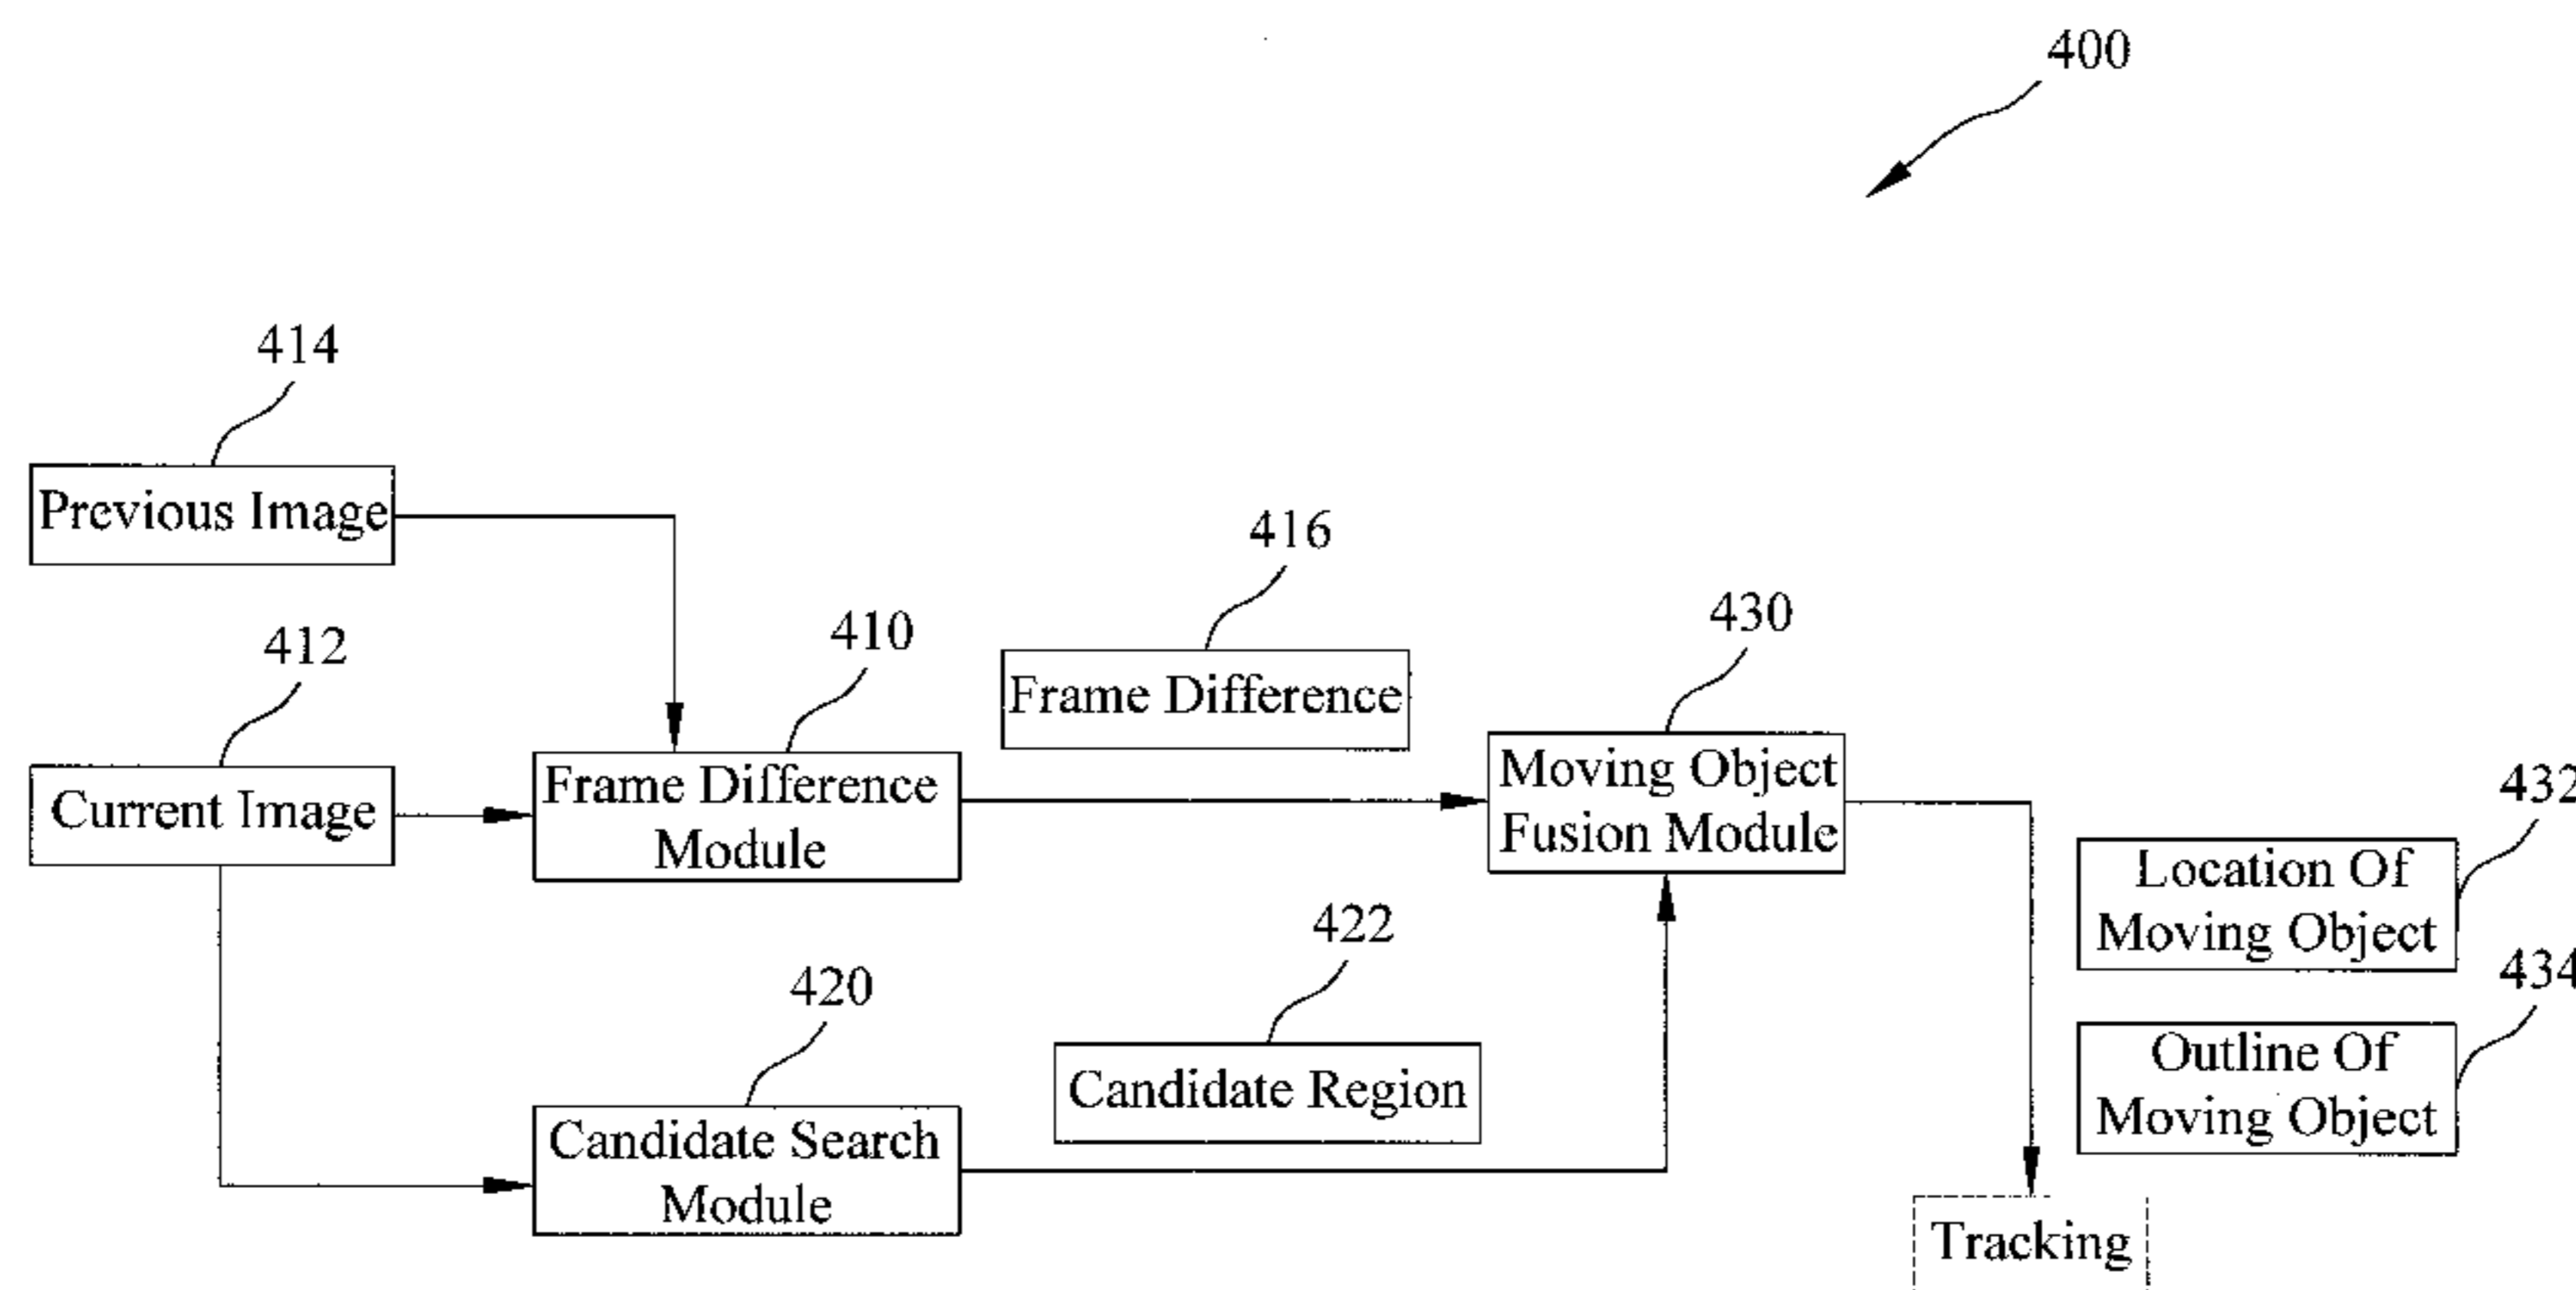 400
414
Previous Image
416
Frame Difference
412
Current Image
410
Frame Difference
Module
430
Moving Object
Fusion Module
432
Location Of
Moving Object
434
Outline Of
Moving Object
422
Candidate Region
420
Candidate Search
Module
Tracking